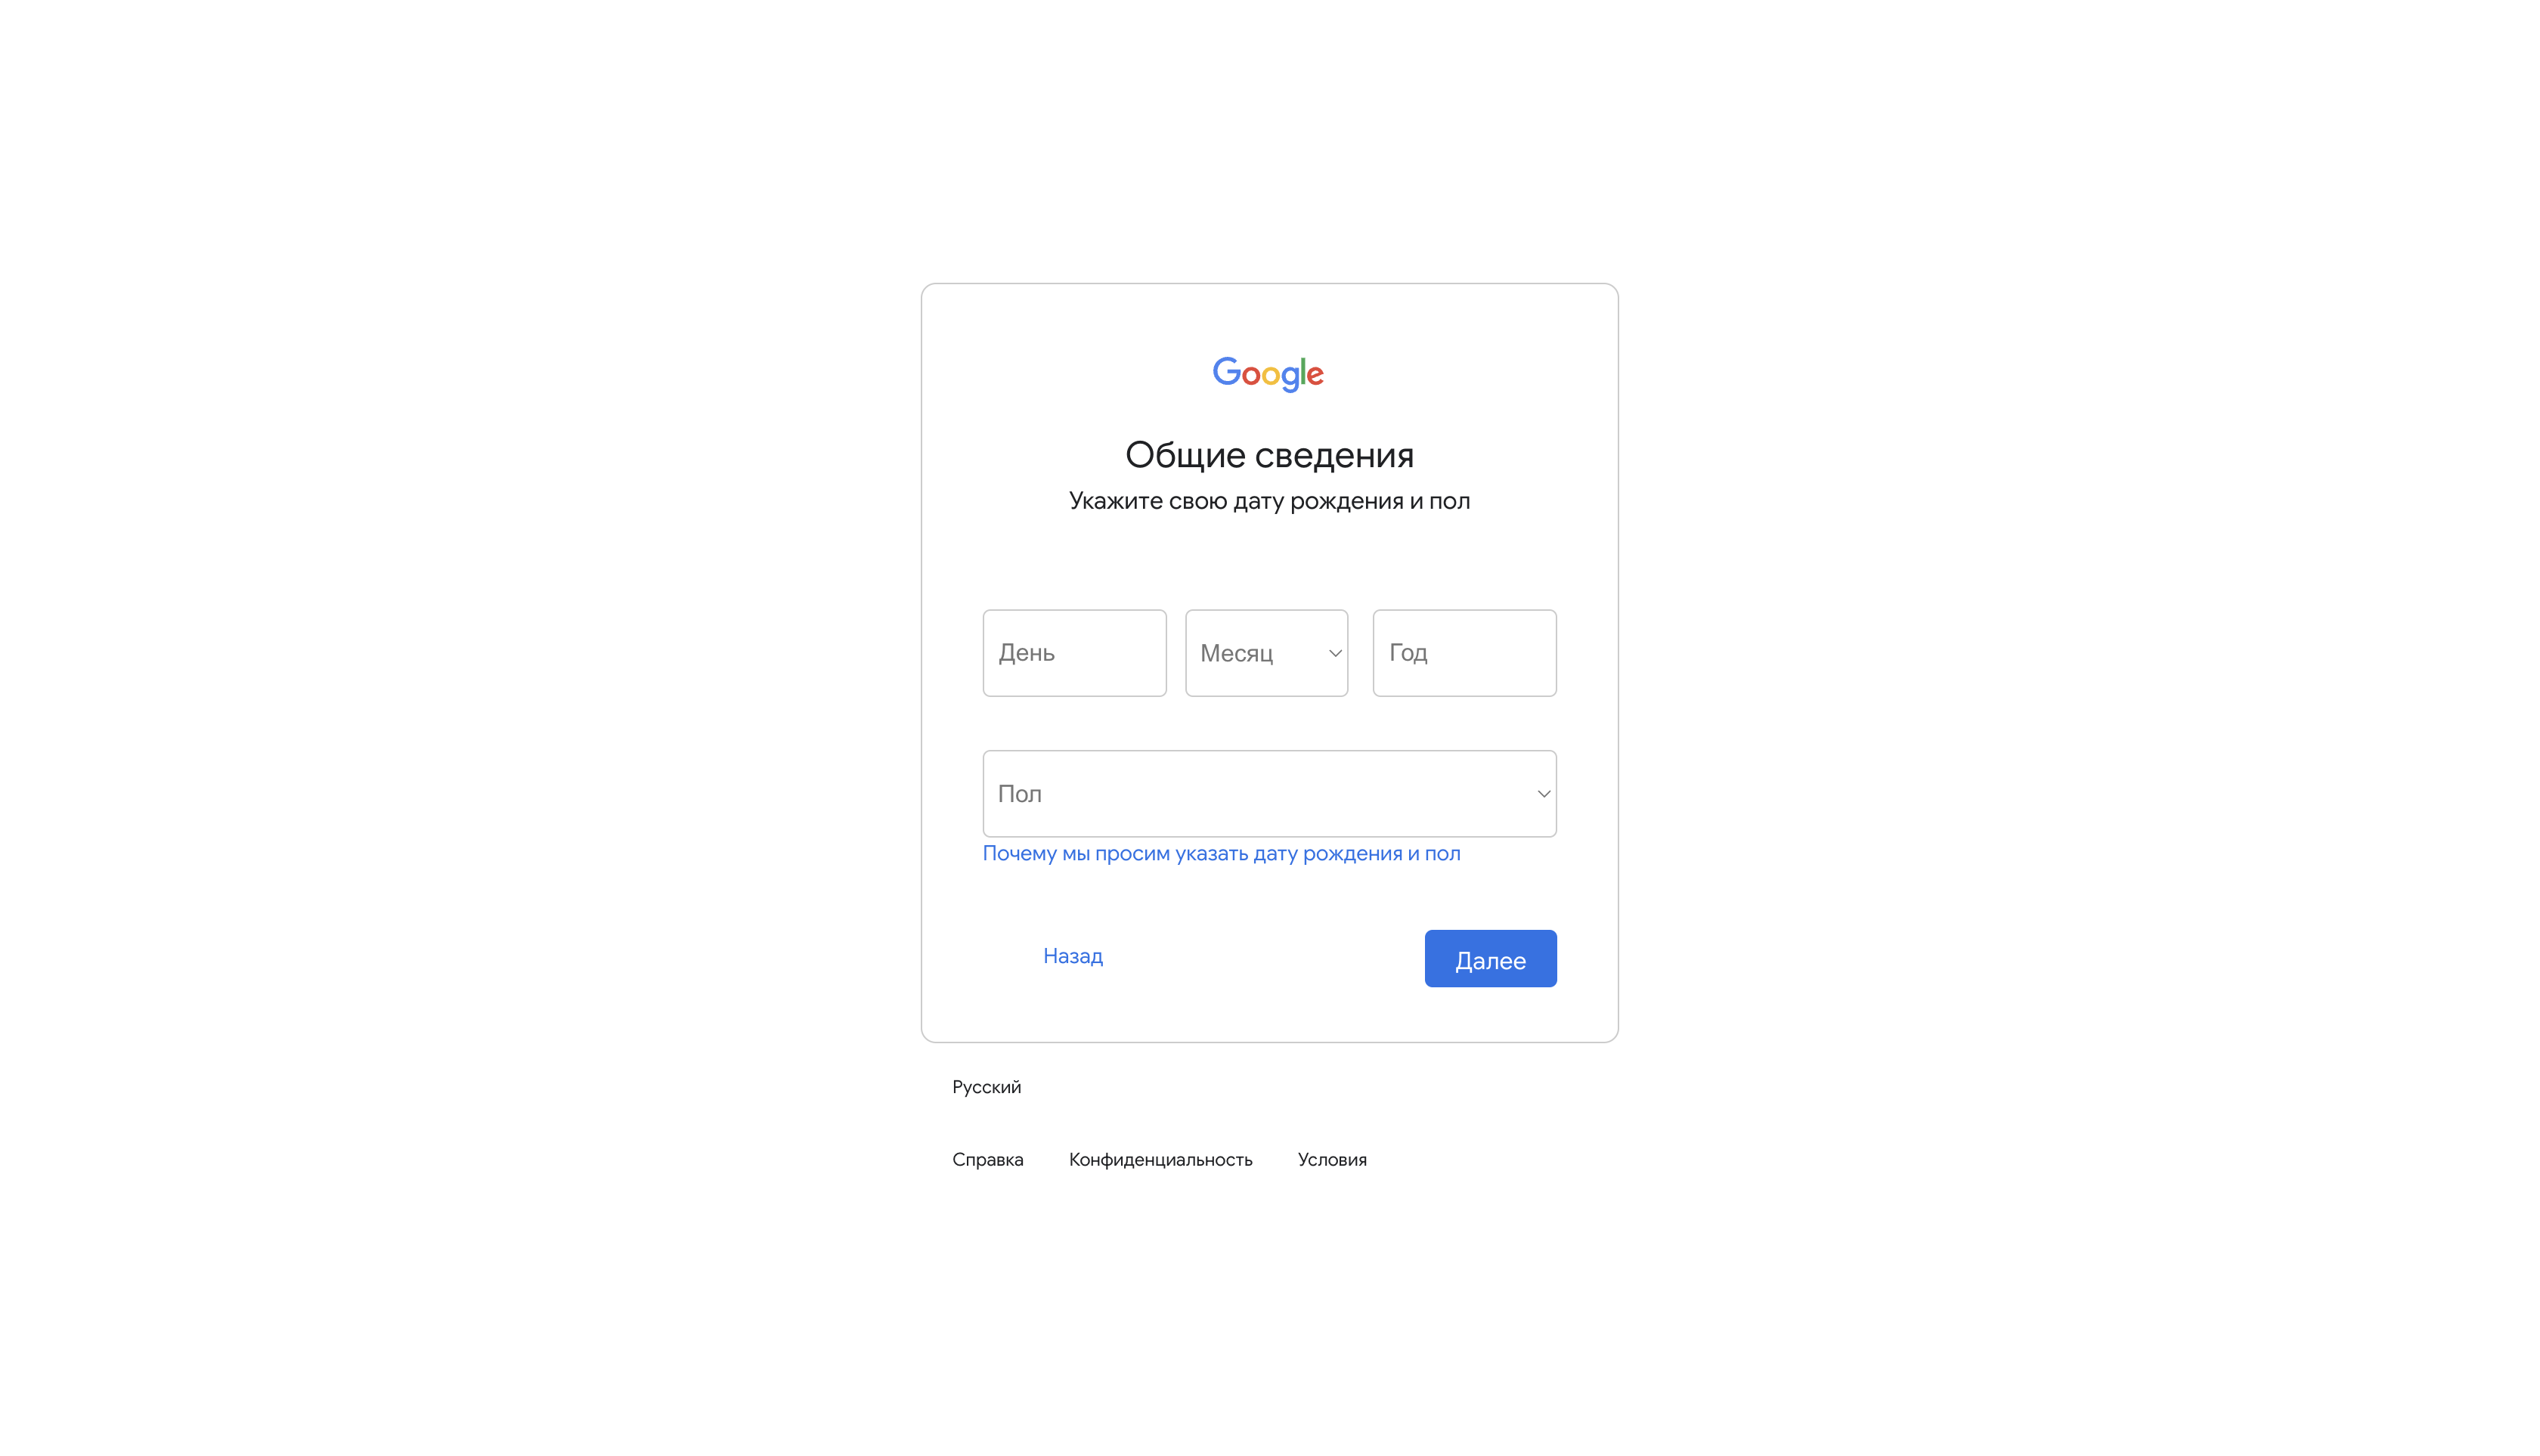 Google
Общие сведения
Укажите свою дату рождения и пол
День Месяц Год
Пол
Почему мы просим указать дату рождения и пол
Назад Далее
Русский
Справка Конфиденциальность Условия